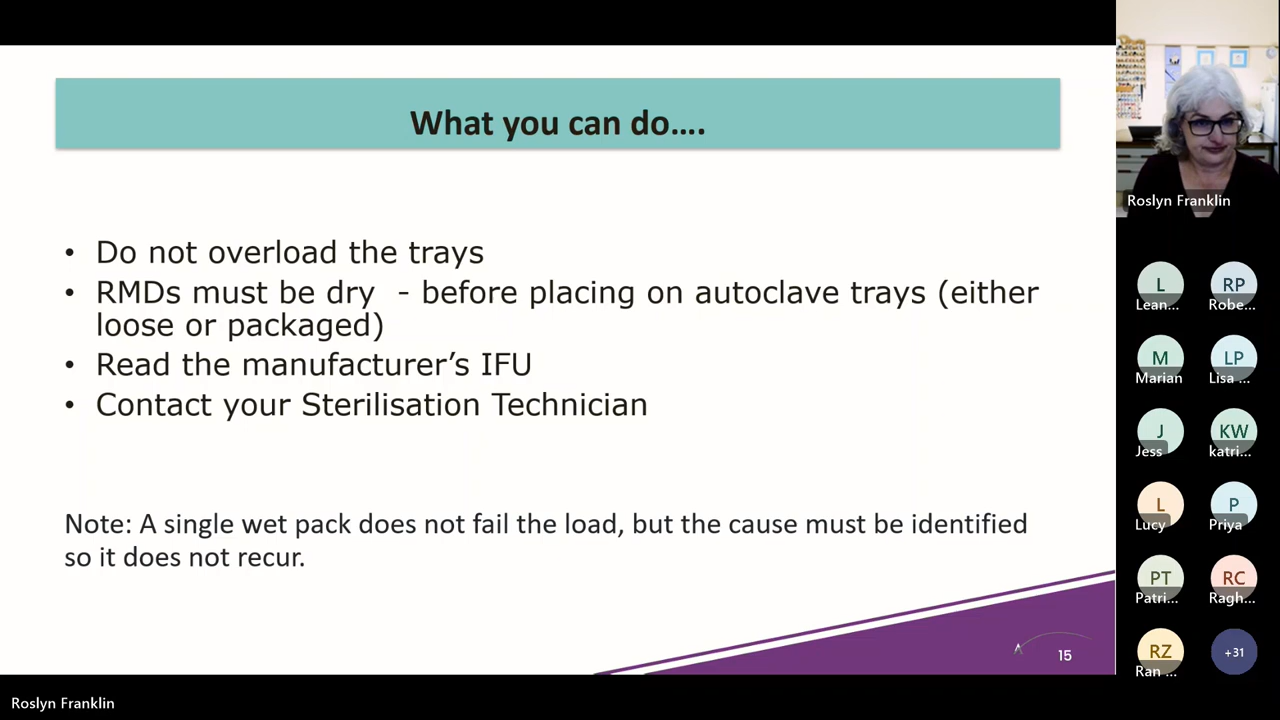 What you can do....
• Do not overload the trays
• RMDs must be dry  - before placing on autoclave trays (either
loose or packaged)
• Read the manufacturer’s IFU
• Contact your Sterilisation Technician
Note: A single wet pack does not fail the load, but the cause must be identified
so it does not recur.
15
Roslyn Franklin
L
RP
Lean...
Robe...
M
LP
Marian
Lisa ...
J
KW
Jess
katri...
L
P
Lucy
Priya
PT
RC
Patri...
Ragh...
RZ
+31
Ran ...
Roslyn Franklin